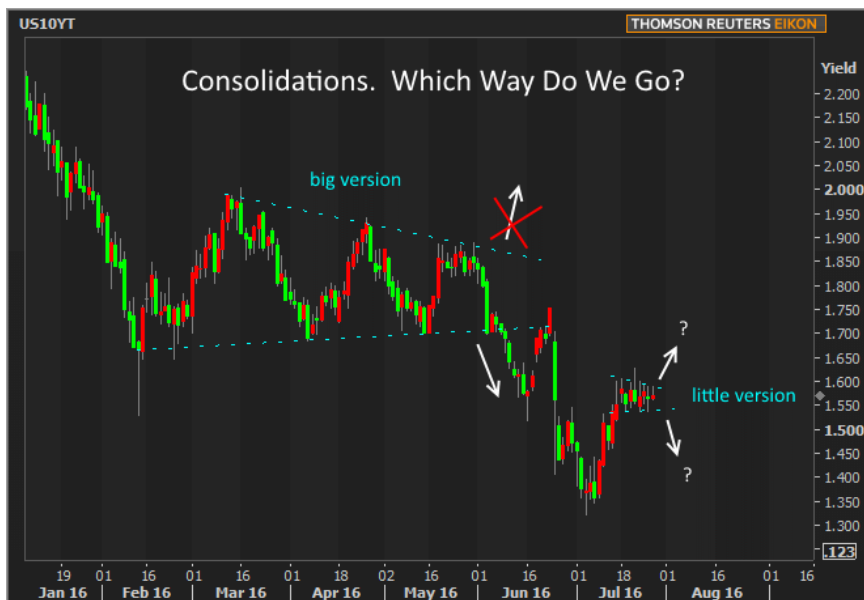 US10YT
THOMSON REUTERS EIKON
Consolidations.  Which Way Do We Go?
Yield
2.200
2.150
2.100
2.050
2.000
1.950
1.900
1.850
1.800
1.750
1.700
1.650
1.600
1.550
1.500
1.450
1.400
1.350
1.300
.123
big version
?
little version
?
19 01 16 01 16 01 18 02 16 01 16 01 18 01 16 01 16
Jan 16 Feb 16 Mar 16 Apr 16 May 16 Jun 16 Jul 16 Aug 16